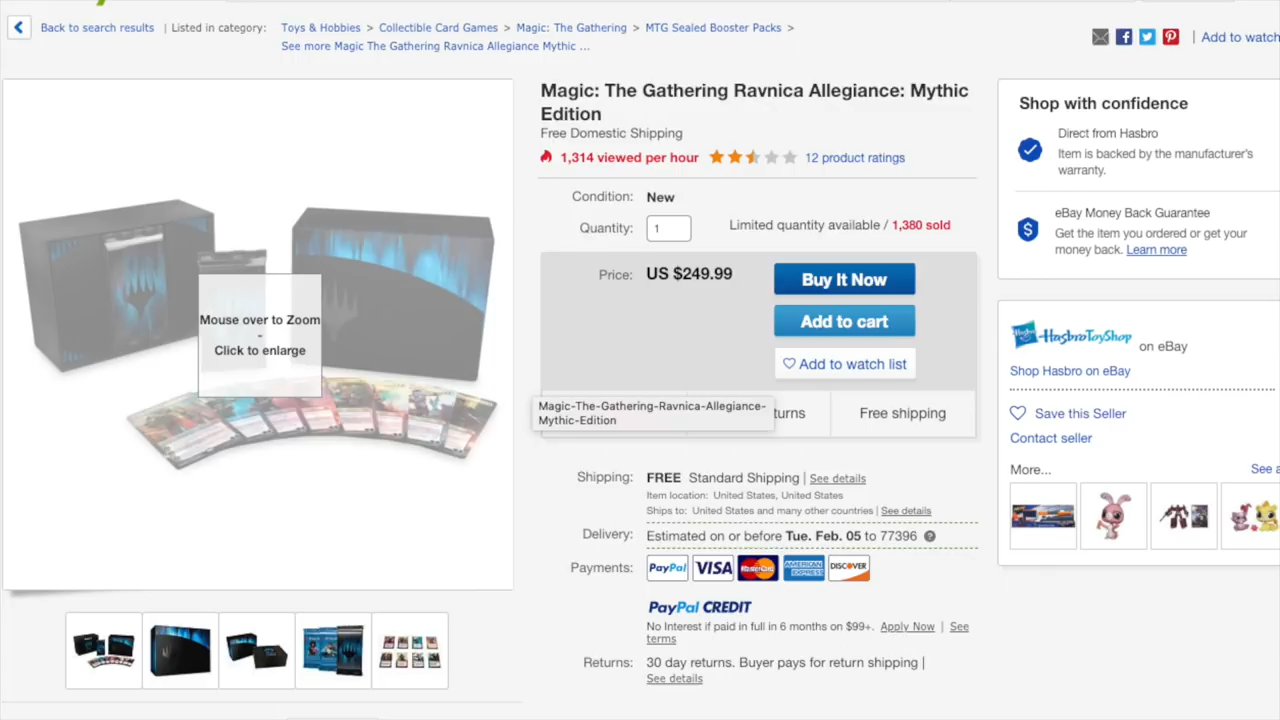 Back to search results | Listed in category: Toys & Hobbies > Collectible Card Games > Magic: The Gathering > MTG Sealed Booster Packs >
See more Magic The Gathering Ravnica Allegiance Mythic ...
| Add to watch
Magic: The Gathering Ravnica Allegiance: Mythic
Edition
Free Domestic Shipping
1,314 viewed per hour 12 product ratings
Condition: New
Quantity: 1 Limited quantity available / 1,380 sold
Price: US $249.99 Buy It Now
Add to cart
Add to watch list
Mouse over to Zoom
-
Click to enlarge
Magic-The-Gathering-Ravnica-Allegiance-
Mythic-Edition
turns Free shipping
Shipping: FREE Standard Shipping | See details
Item location: United States, United States
Ships to: United States and many other countries | See details
Delivery: Estimated on or before Tue. Feb. 05 to 77396 ?
Payments: PayPal VISA MasterCard AMERICAN EXPRESS DISCOVER
PayPal CREDIT
No Interest if paid in full in 6 months on $99+. Apply Now | See
terms
Returns: 30 day returns. Buyer pays for return shipping |
See details
Shop with confidence
Direct from Hasbro
Item is backed by the manufacturer's
warranty.
eBay Money Back Guarantee
Get the item you ordered or get your
money back. Learn more
Hasbro HasbroToyShop on eBay
Shop Hasbro on eBay
Save this Seller
Contact seller
More... See a